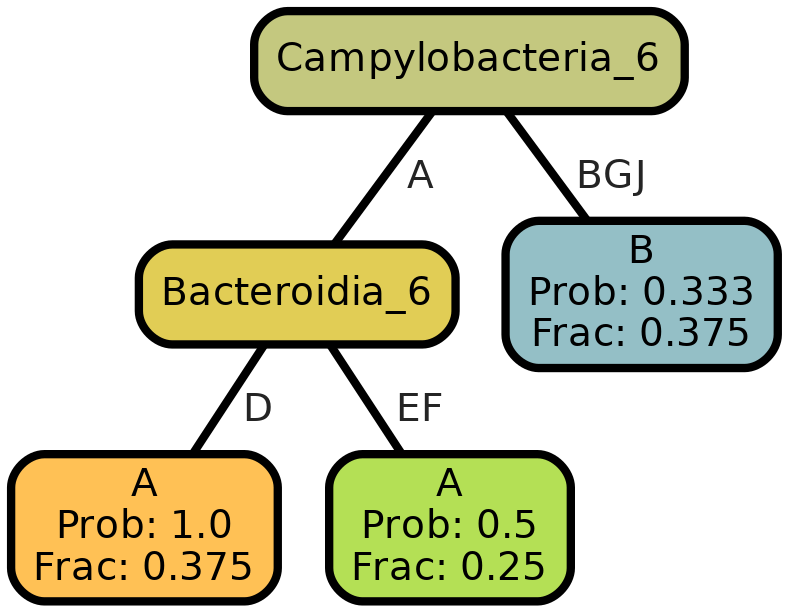 Campylobacteria_6
A
BGJ
B
Prob: 0.333
Frac: 0.375
Bacteroidia_6
D
EF
A
Prob: 1.0
Frac: 0.375
A
Prob: 0.5
Frac: 0.25